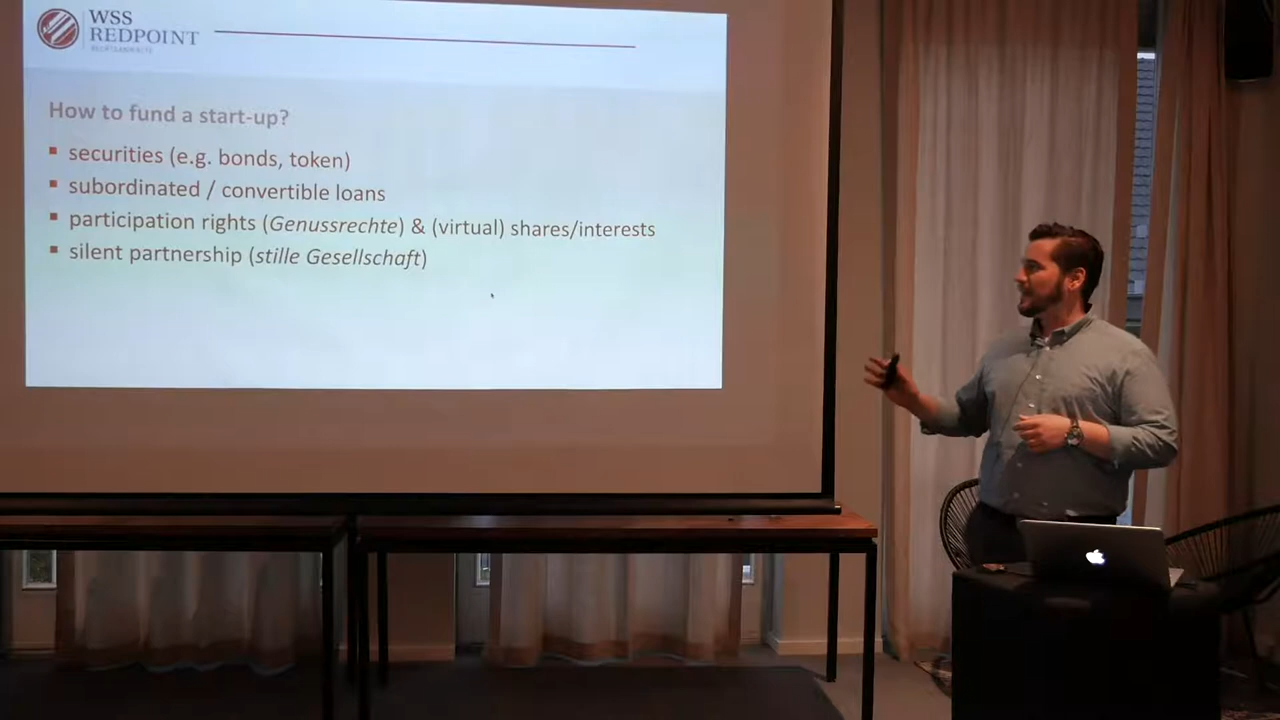 WSS
REDPOINT
RECHTSANWÄLTE
How to fund a start-up?
▪ securities (e.g. bonds, token)
▪ subordinated / convertible loans
▪ participation rights (Genussrechte) & (virtual) shares/interests
▪ silent partnership (stille Gesellschaft)